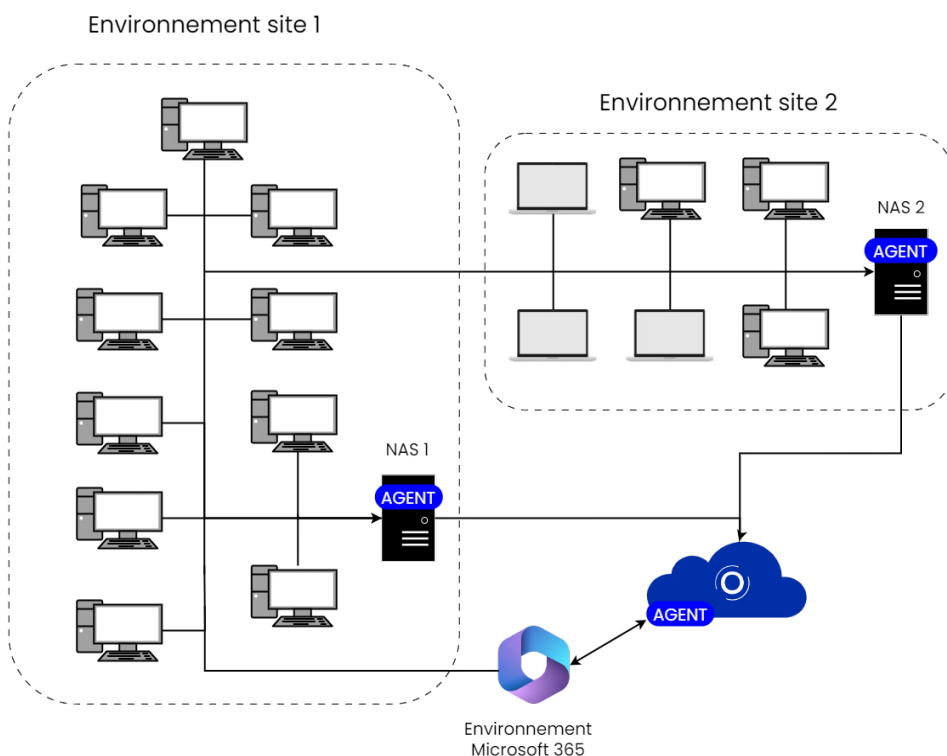 Environnement site 1
Environnement site 2
NAS 2
AGENT
NAS 1
AGENT
AGENT
Environnement
Microsoft 365